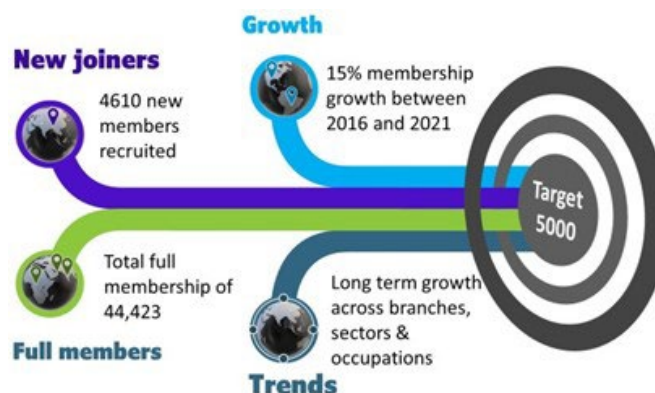 Growth
New joiners
15% membership
growth between
2016 and 2021
4610 new
members
recruited
Target
5000
Total full
membership of
44,423
Long term growth
across branches,
sectors &
occupations
Full members
Trends